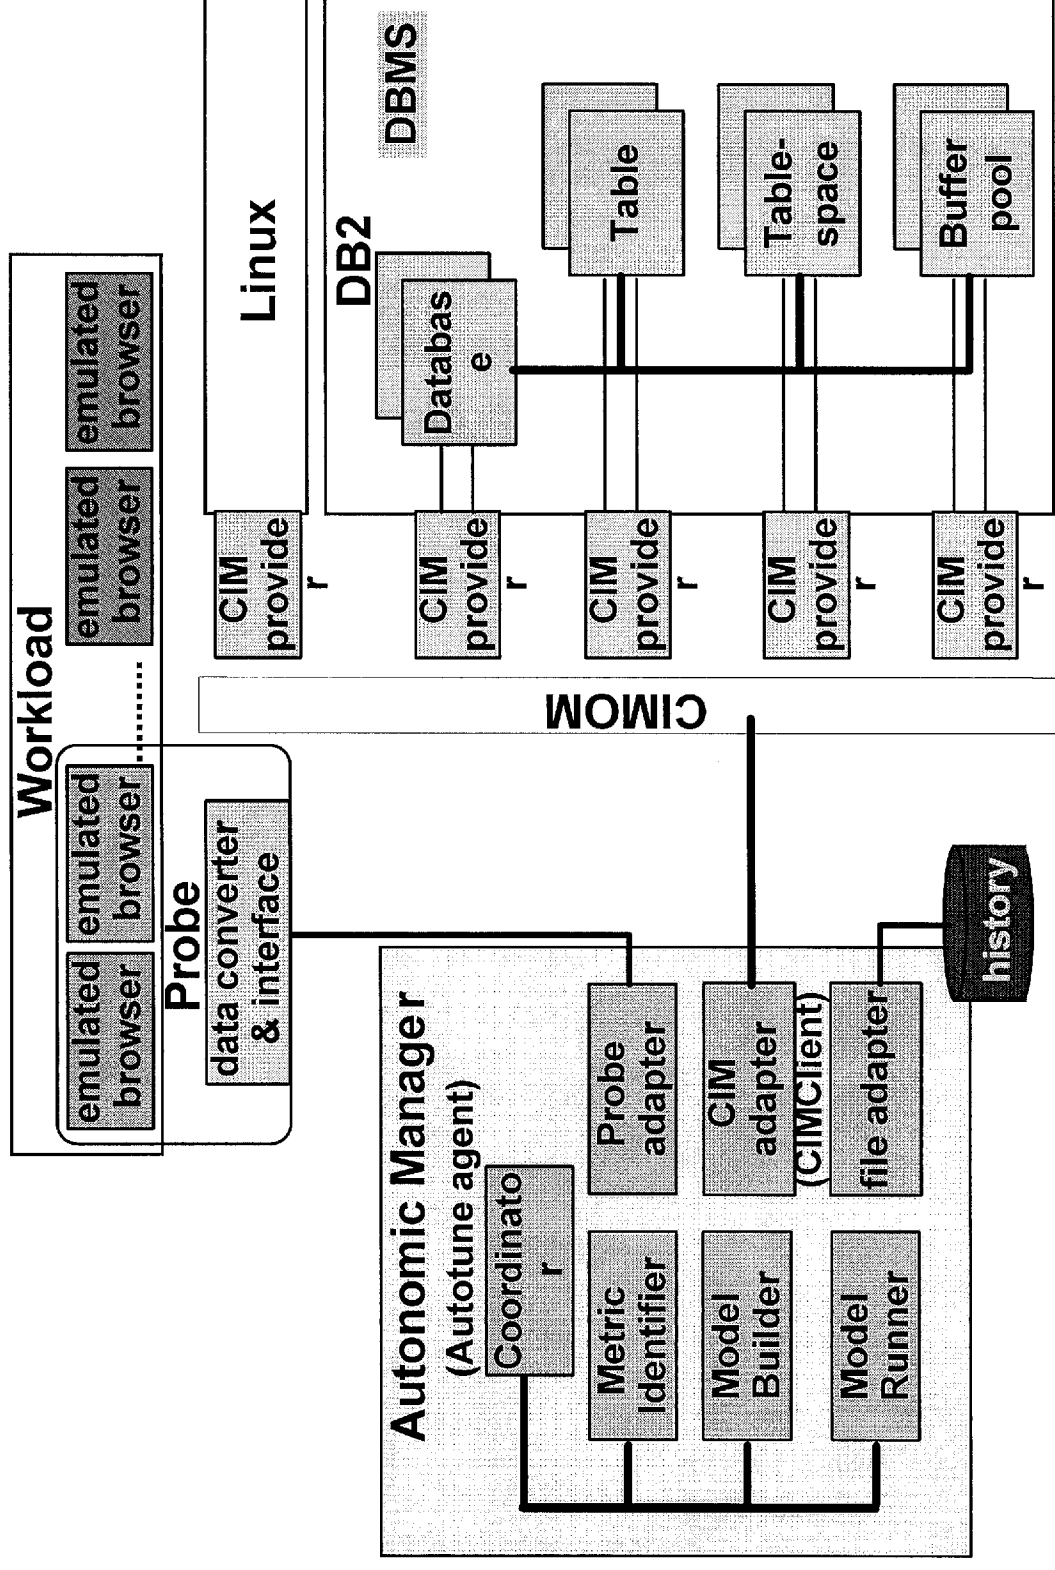 Workload
emulated
browser
emulated
browser
emulated
browser
emulated
browser
Probe
data converter
& interface
Autonomic Manager
(Autotune agent)
Coordinato
r
Metric
Identifier
Model
Builder
Model
Runner
Probe
adapter
CIM
adapter
(CIMClient)
file adapter
history
CIMOM
CIM
provide
r
CIM
provide
r
CIM
provide
r
CIM
provide
r
CIM
provide
r
Linux
DB2
DBMS
Databas
e
Table
Table-
space
Buffer
pool